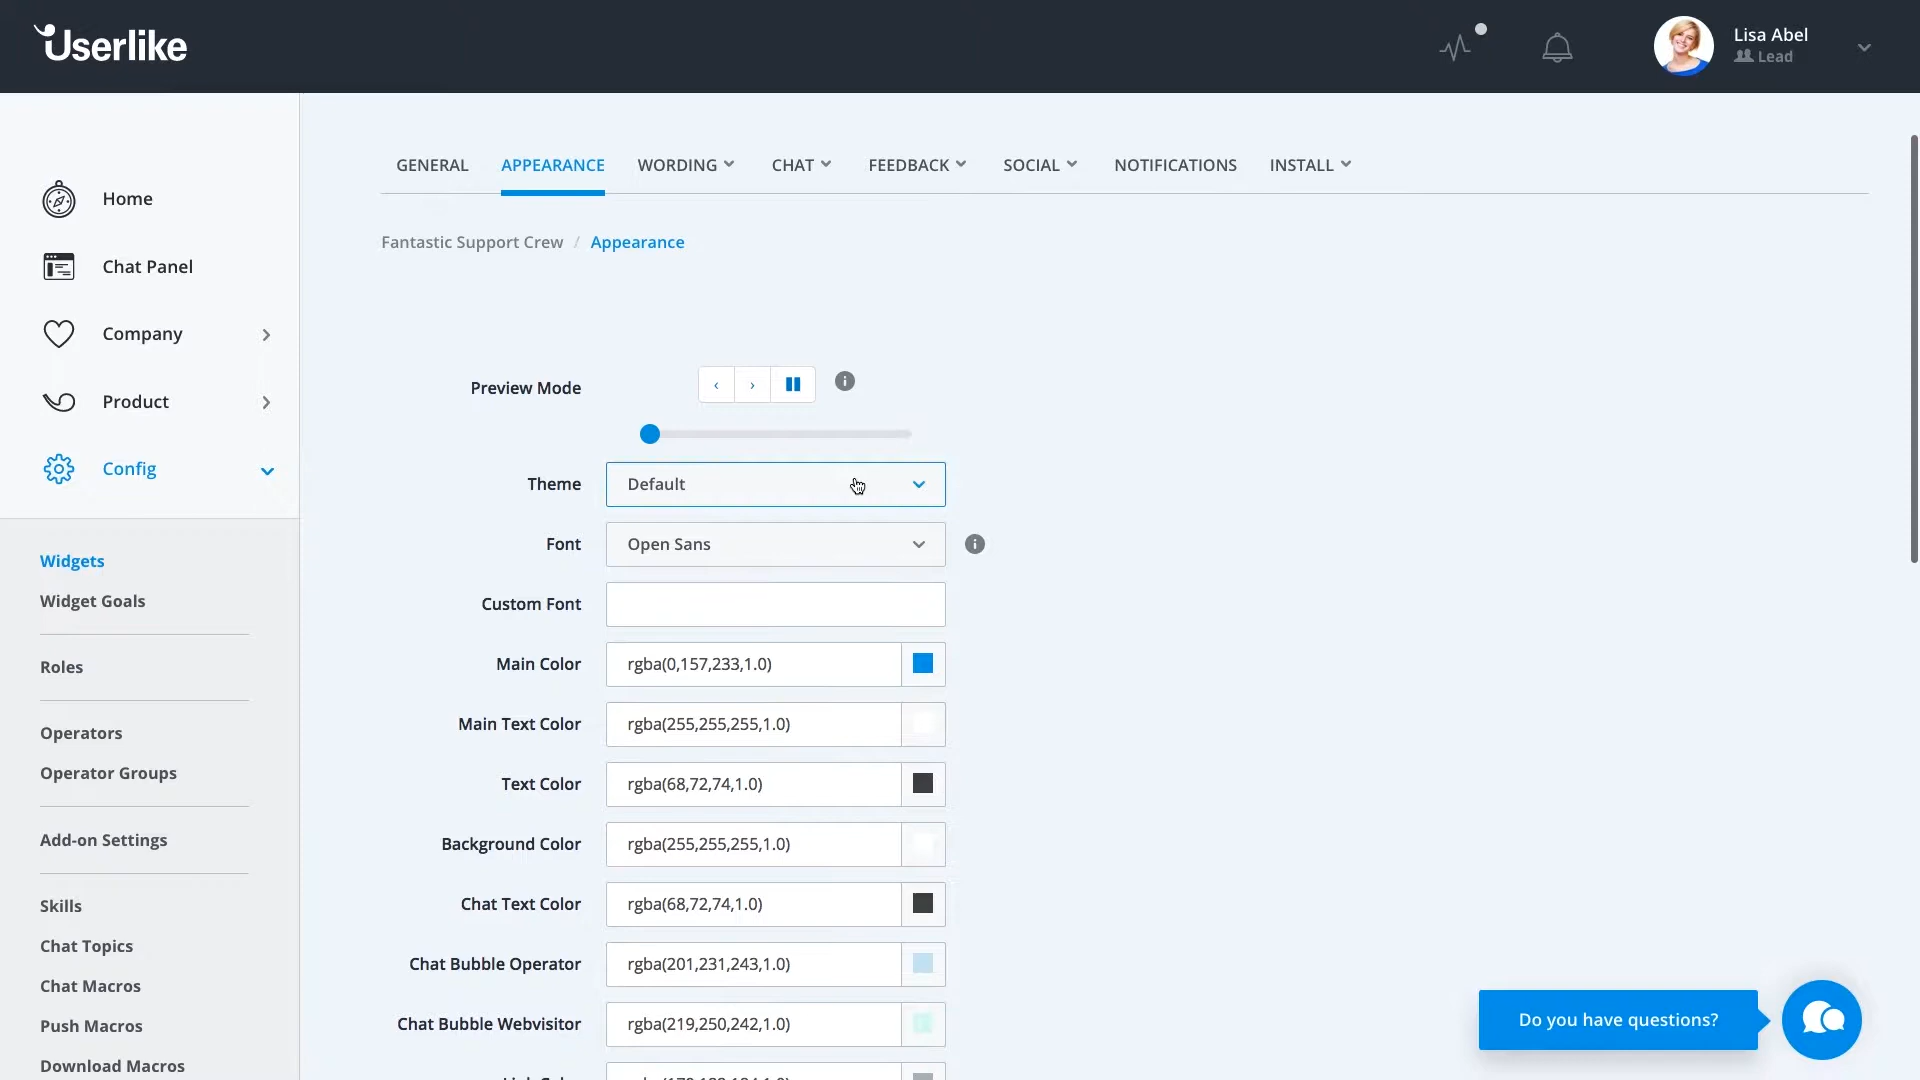 Userlike
Lisa Abel
Lead
Home
Chat Panel
Company
Product
Config
Widgets
Widget Goals
Roles
Operators
Operator Groups
Add-on Settings
Skills
Chat Topics
Chat Macros
Push Macros
Download Macros
GENERAL APPEARANCE WORDING CHAT FEEDBACK SOCIAL NOTIFICATIONS INSTALL
Fantastic Support Crew / Appearance
Preview Mode ‹ ›
Theme Default
Font Open Sans
Custom Font
Main Color rgba(0,157,233,1.0)
Main Text Color rgba(255,255,255,1.0)
Text Color rgba(68,72,74,1.0)
Background Color rgba(255,255,255,1.0)
Chat Text Color rgba(68,72,74,1.0)
Chat Bubble Operator rgba(201,231,243,1.0)
Chat Bubble Webvisitor rgba(219,250,242,1.0)
Do you have questions?